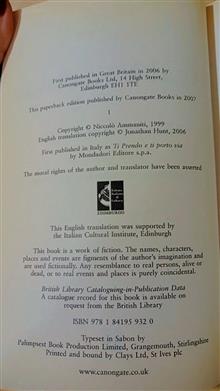 First published in Great Britain in 2006 by
Canongate Books Ltd, 14 High Street,
Edinburgh EH1 1TE
This paperback edition published by Canongate Books in 2007
1
Copyright © Niccolò Ammaniti, 1999
English translation copyright © Jonathan Hunt, 2006
First published in Italy as Ti Prendo e ti porto via
by Mondadori Editore s.p.a.
The moral rights of the author and translator have been asserted
EDIMBURGO
This English translation was supported by
the Italian Cultural Institute, Edinburgh
This book is a work of fiction. The names, characters,
places and events are figments of the author's imagination and
are used fictionally. Any resemblance to real persons, alive or
dead, or to real events or places is purely coincidental.
British Library Cataloguing-in-Publication Data
A catalogue record for this book is available on
request from the British Library
ISBN 978 1 84195 932 0
Typeset in Sabon by
Palimpsest Book Production Limited, Grangemouth, Stirlingshire
Printed and bound by Clays Ltd, St Ives plc
www.canongate.net